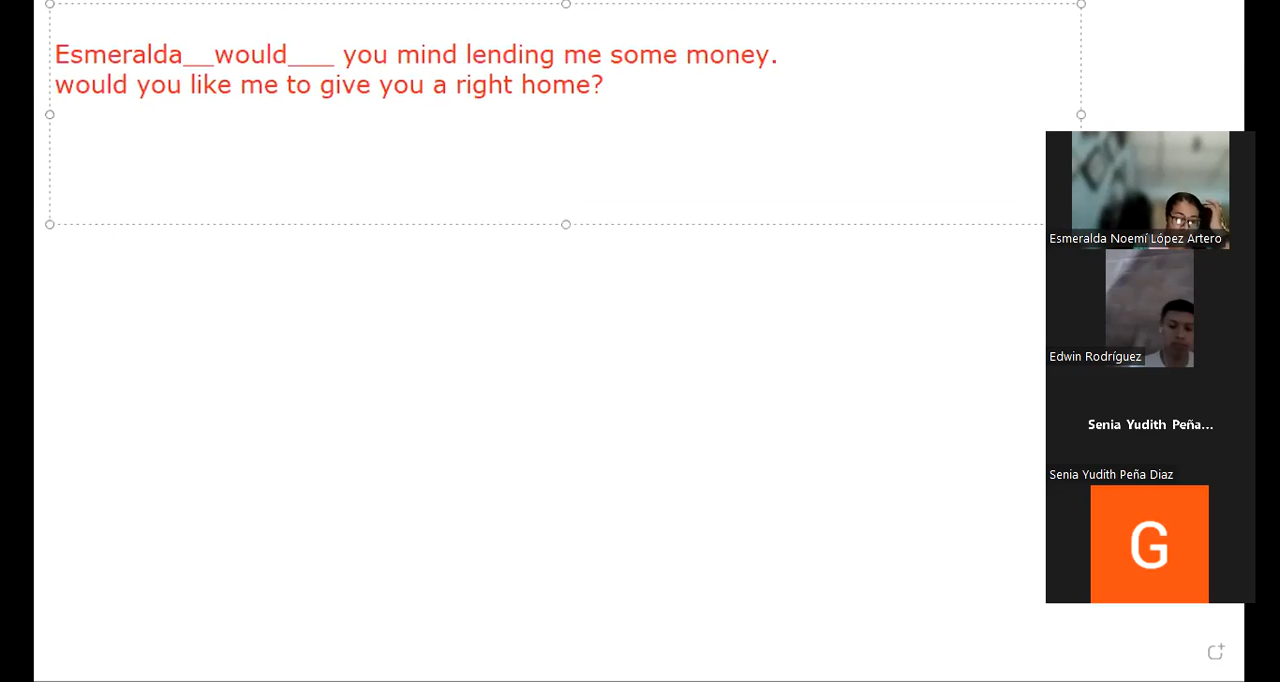 Esmeralda__would___ you mind lending me some money.
would you like me to give you a right home?
Esmeralda Noemí López Artero
Edwin Rodríguez
Senia Yudith Peña...
Senia Yudith Peña Diaz
G